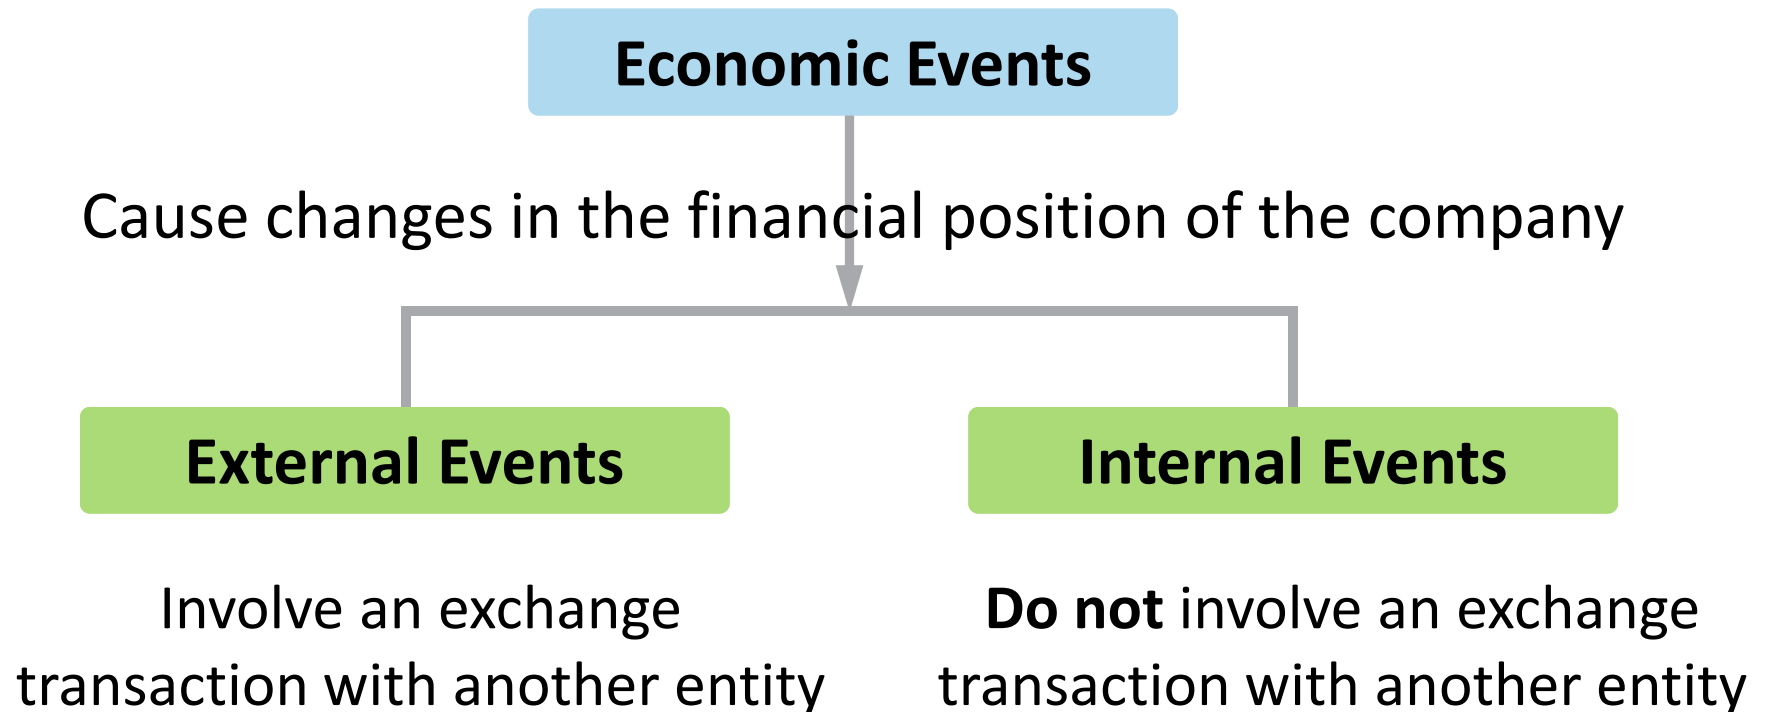 Economic Events
Cause changes in the financial position of the company
External Events
Internal Events
Involve an exchange
transaction with another entity
Do not involve an exchange
transaction with another entity